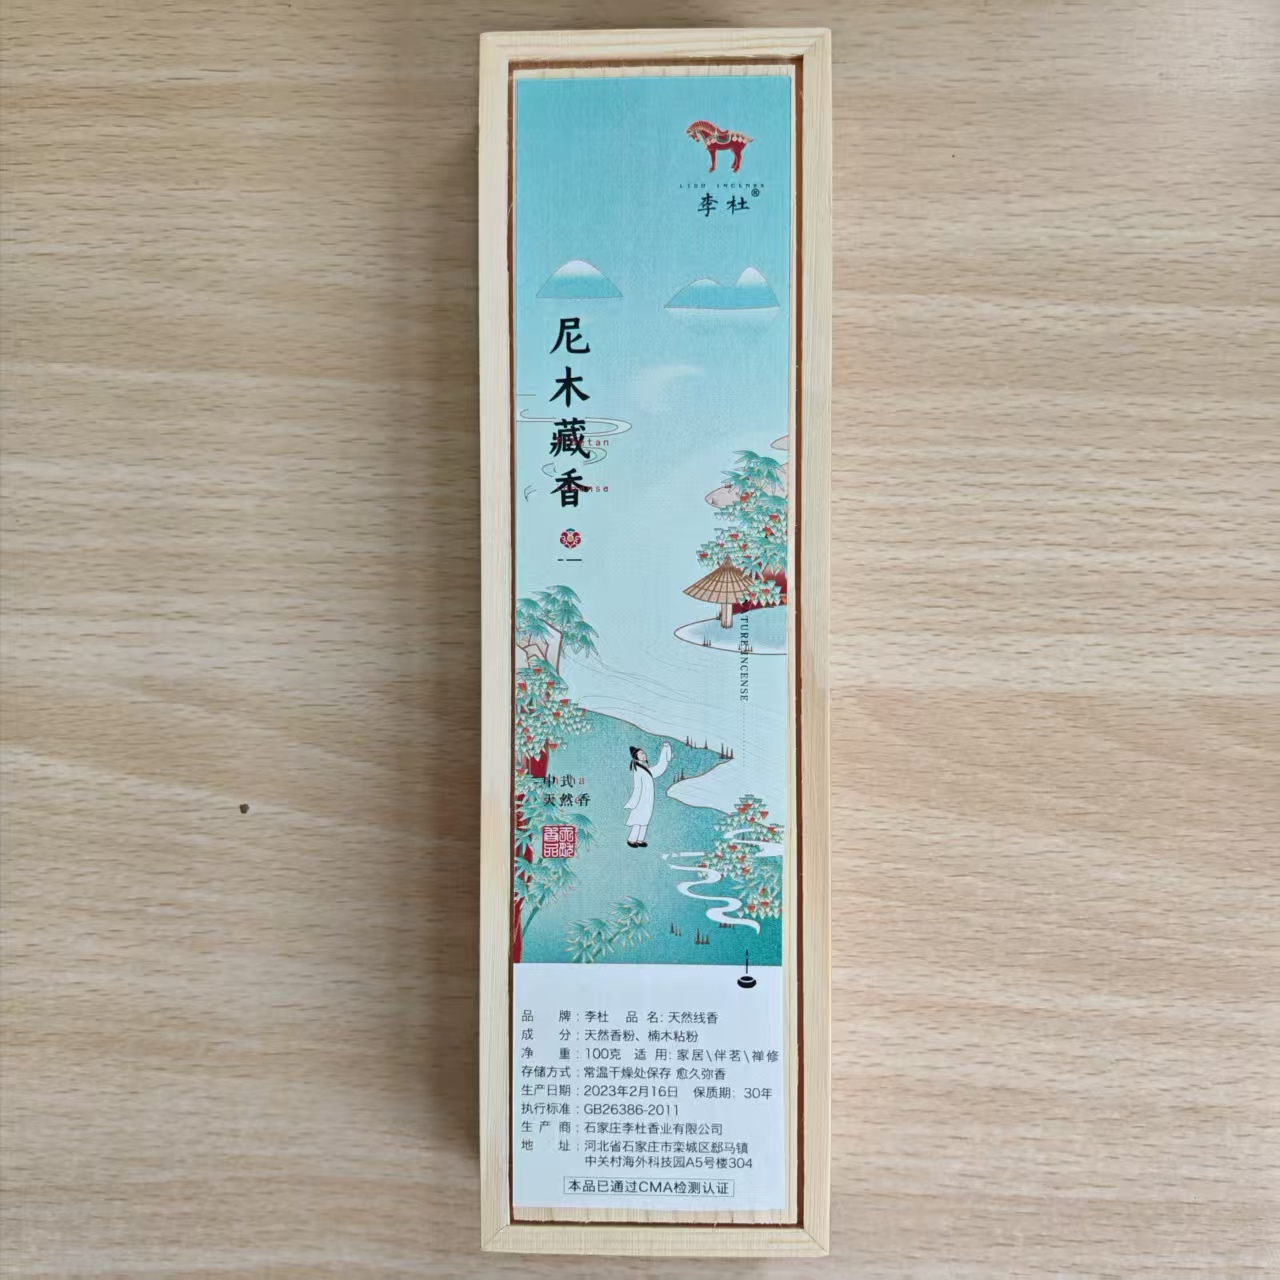 李杜®
尼木藏香
中式
天然香
品牌：李杜 品名：天然线香
成分：天然香粉、楠木粘粉
净重：100克 适用：家居\伴茗\禅修
存储方式：常温干燥处保存 愈久弥香
生产日期：2023年2月16日 保质期：30年
执行标准：GB26386-2011
生产商：石家庄李杜香业有限公司
地址：河北省石家庄市栾城区郄马镇
中关村海外科技园A5号楼304
本品已通过CMA检测认证